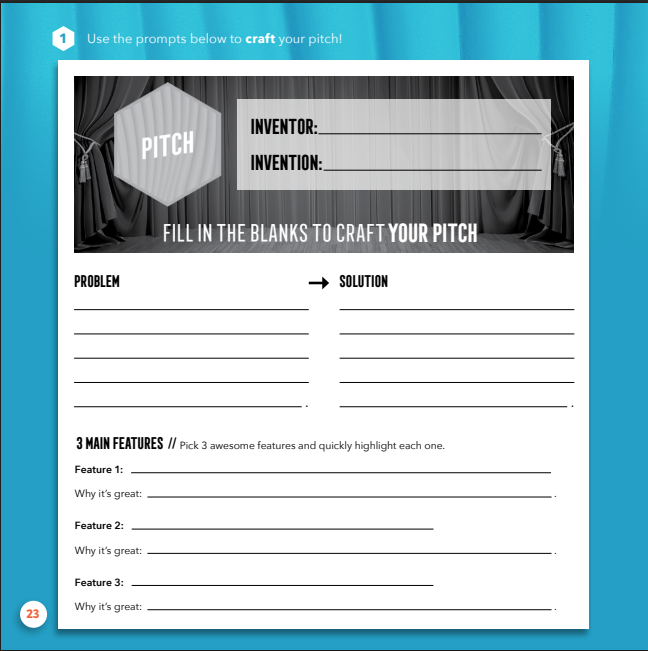 1 Use the prompts below to craft your pitch!
PITCH
INVENTOR:
INVENTION:
FILL IN THE BLANKS TO CRAFT YOUR PITCH
PROBLEM → SOLUTION
. .
3 MAIN FEATURES // Pick 3 awesome features and quickly highlight each one.
Feature 1:
Why it's great: .
Feature 2:
Why it's great: .
Feature 3:
Why it's great: .
23